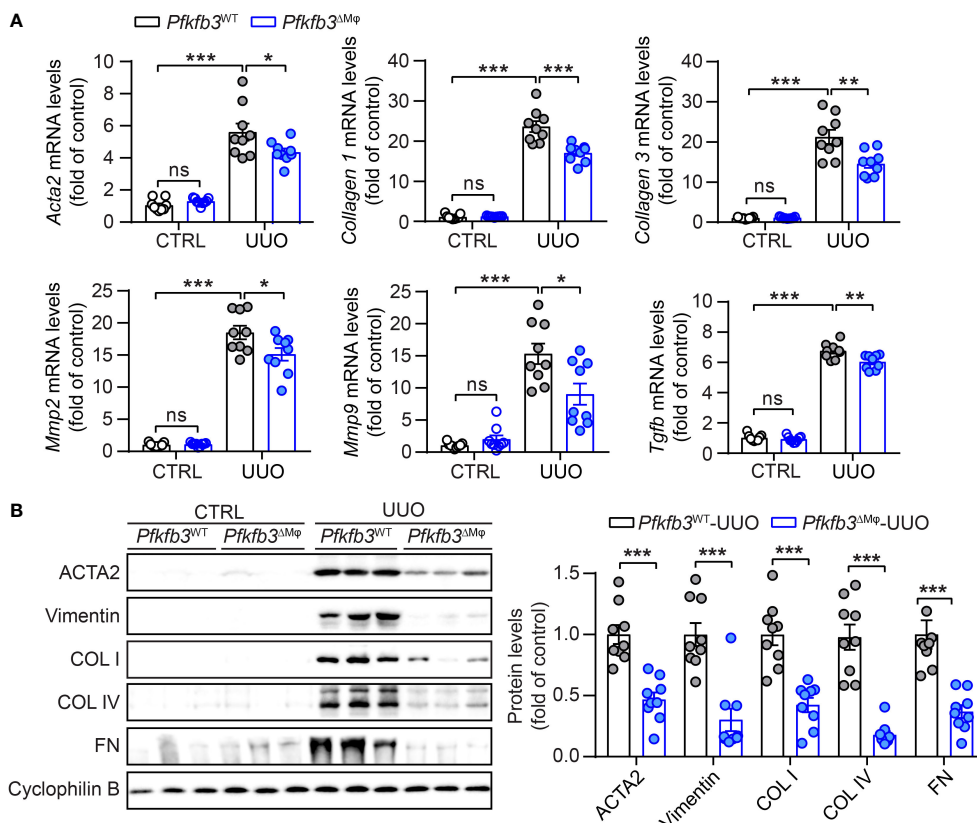 A
Pfkfb3WT Pfkfb3ΔMφ
Acta2 mRNA levels
(fold of control)
10
8
6
4
2
0
***
*
ns
CTRL UUO
Collagen 1 mRNA levels
(fold of control)
40
30
20
10
0
***
***
ns
CTRL UUO
Collagen 3 mRNA levels
(fold of control)
40
30
20
10
0
***
**
ns
CTRL UUO
Mmp2 mRNA levels
(fold of control)
25
20
15
10
5
0
***
*
ns
CTRL UUO
Mmp9 mRNA levels
(fold of control)
25
20
15
10
5
0
***
*
ns
CTRL UUO
Tgfb mRNA levels
(fold of control)
10
8
6
4
2
0
***
**
ns
CTRL UUO
B
CTRL UUO
Pfkfb3WT Pfkfb3ΔMφ Pfkfb3WT Pfkfb3ΔMφ
ACTA2
Vimentin
COL I
COL IV
FN
Cyclophilin B
Pfkfb3WT-UUO Pfkfb3ΔMφ-UUO
Protein levels
(fold of control)
1.5
1.0
0.5
0.0
*** *** *** *** ***
ACTA2 Vimentin COL I COL IV FN